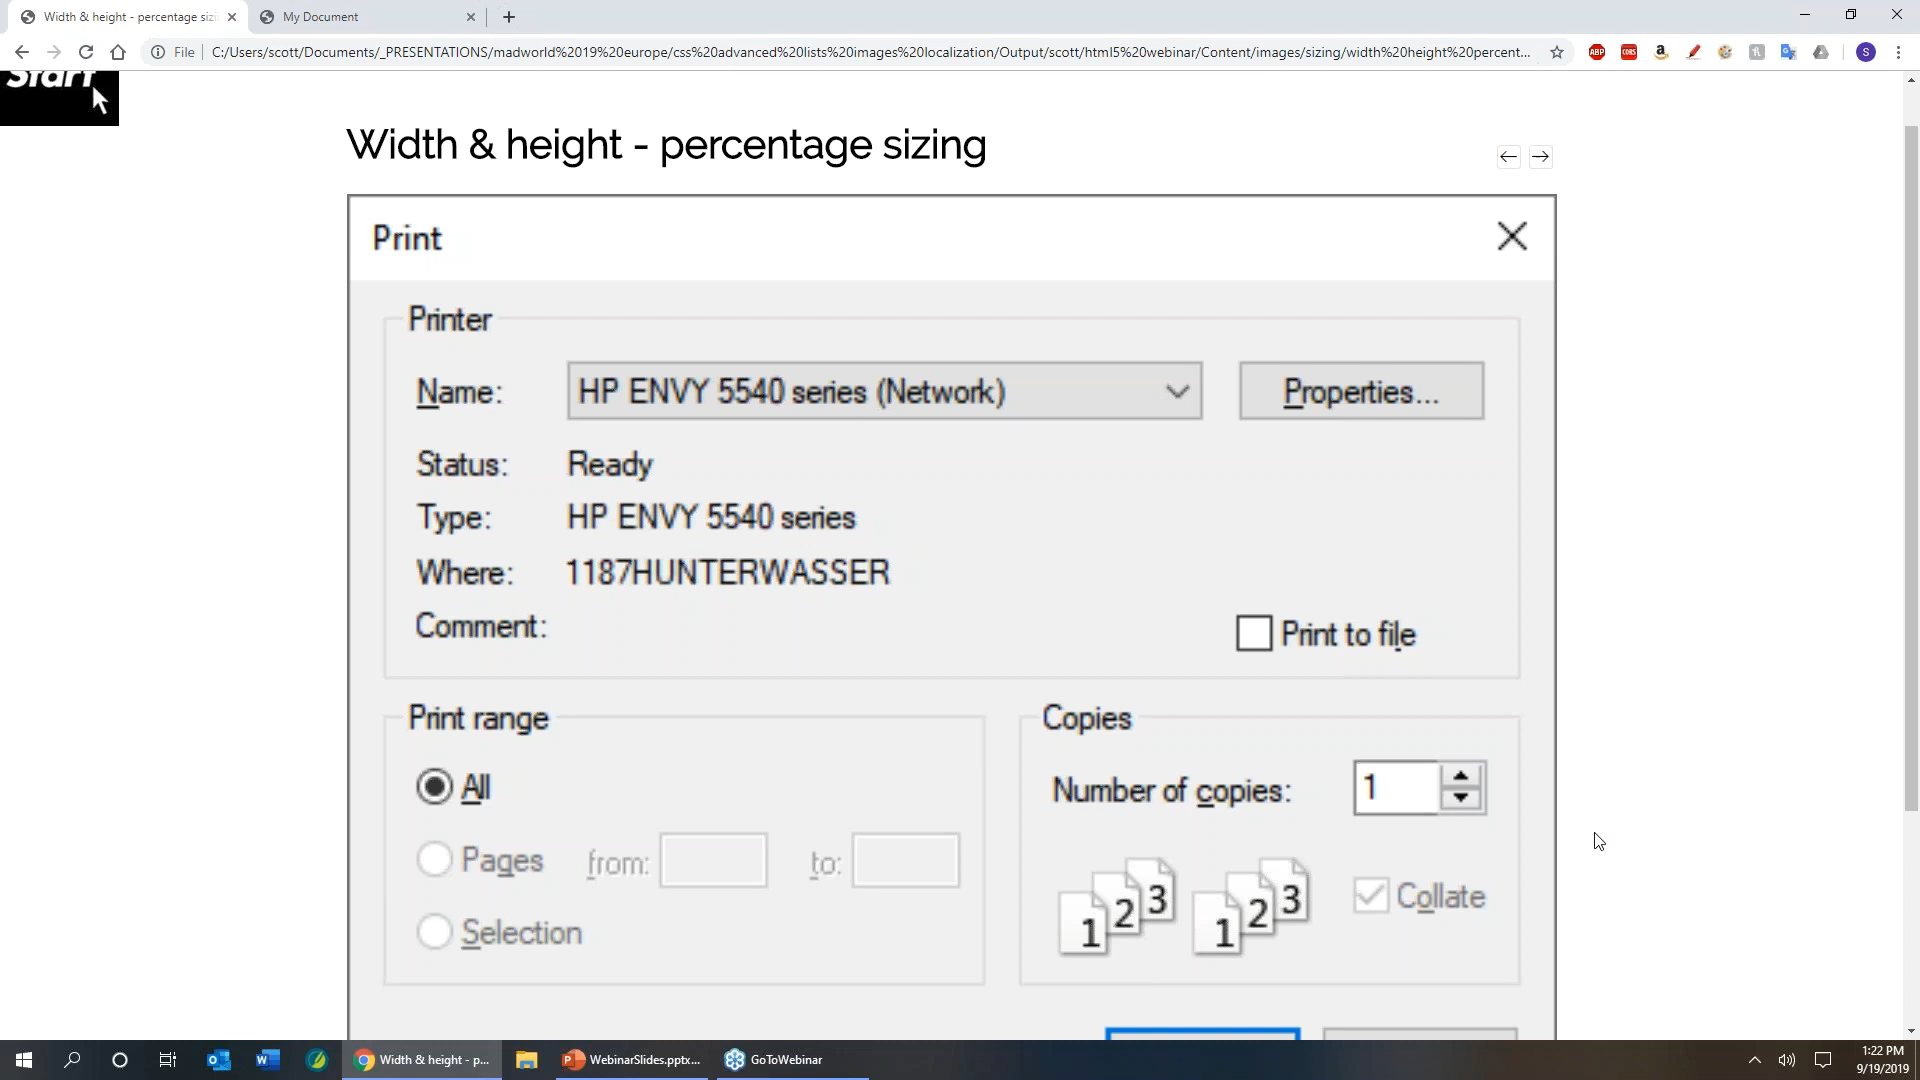 Width & height - percentage sizi
My Document
File
C:/Users/scott/Documents/_PRESENTATIONS/madworld%2019%20europe/css%20advanced%20lists%20images%20localization/Output/scott/html5%20webinar/Content/images/sizing/width%20height%20percent...
ABP
CORS
S
Start
Width & height - percentage sizing
Print
Printer
Name:
HP ENVY 5540 series (Network)
Properties...
Status:
Ready
Type:
HP ENVY 5540 series
Where:
1187HUNTERWASSER
Comment:
Print to file
Print range
Copies
All
Number of copies:
1
Pages
from:
to:
1 2 3
1 2 3
Collate
Selection
Width & height - p...
WebinarSlides.pptx...
GoToWebinar
1:22 PM
9/19/2019